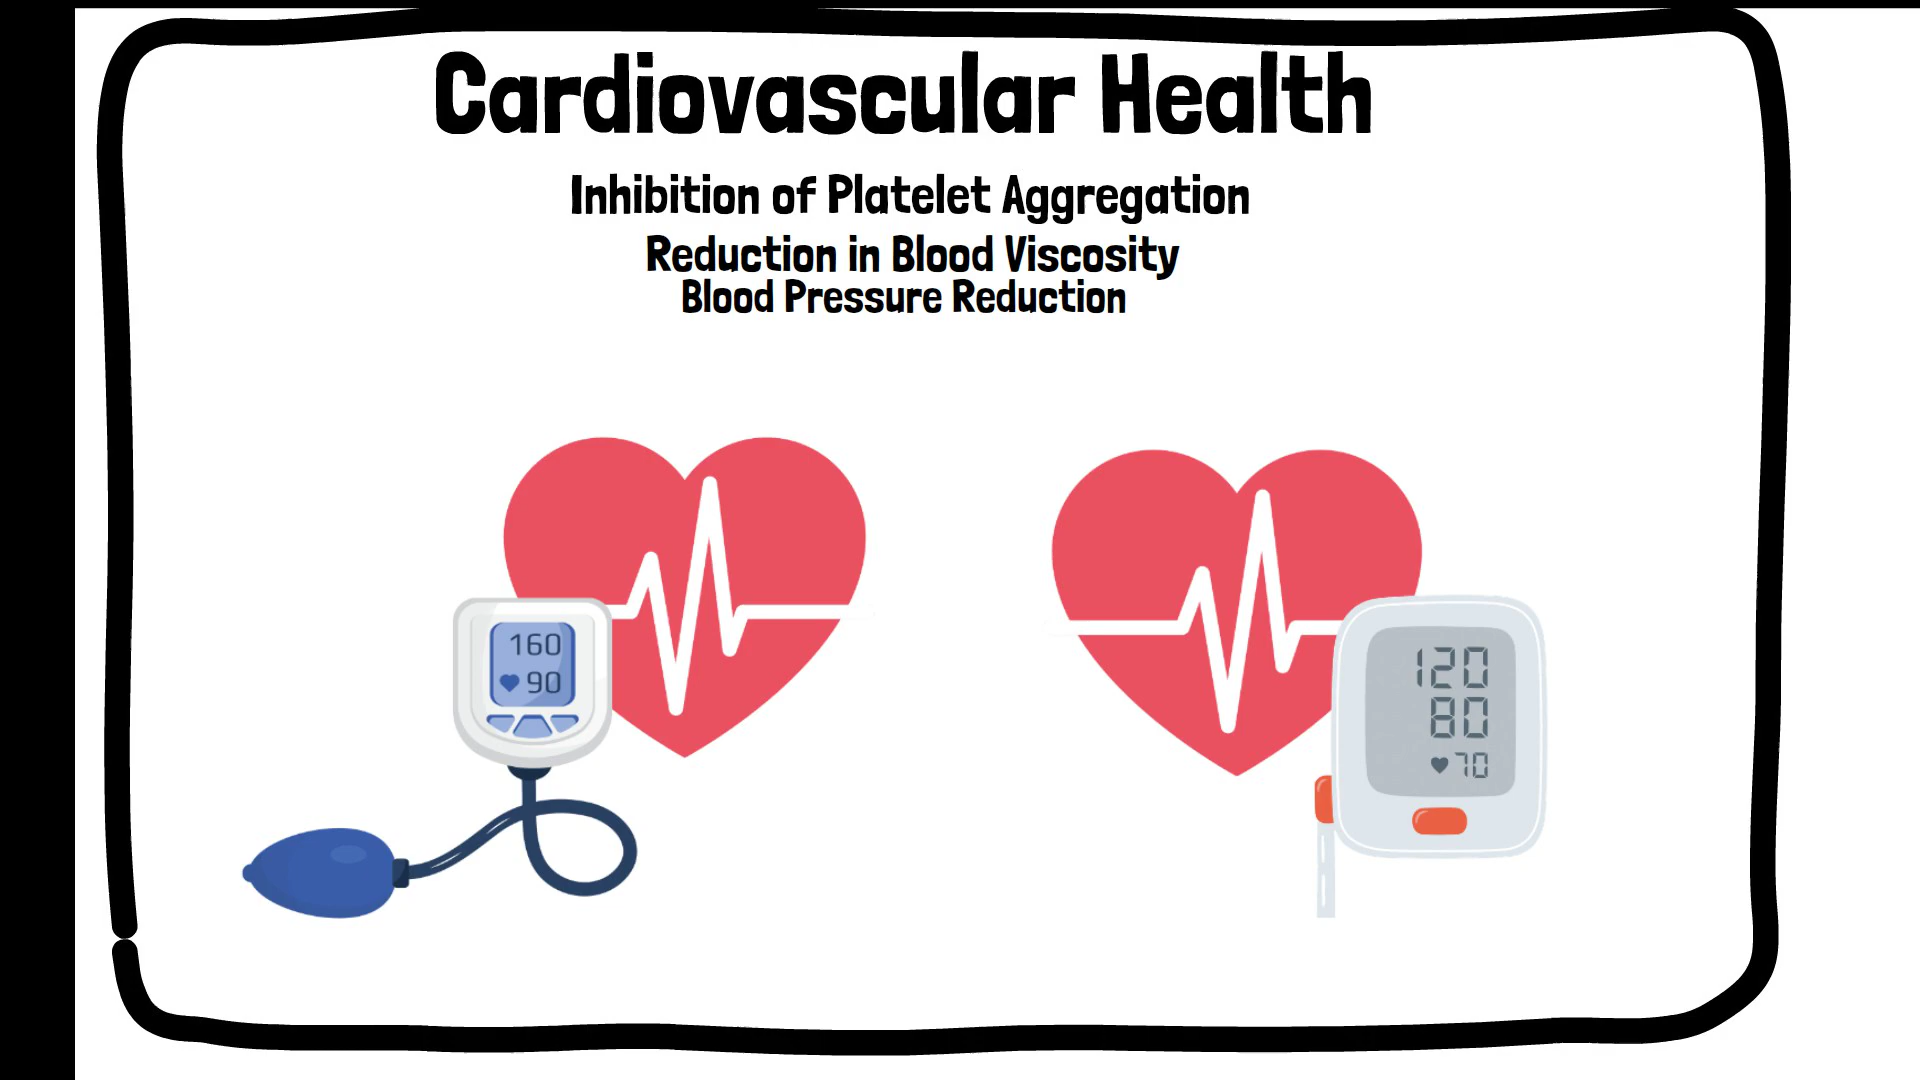 Cardiovascular Health
Inhibition of Platelet Aggregation
Reduction in Blood Viscosity
Blood Pressure Reduction
160
90
120
80
70